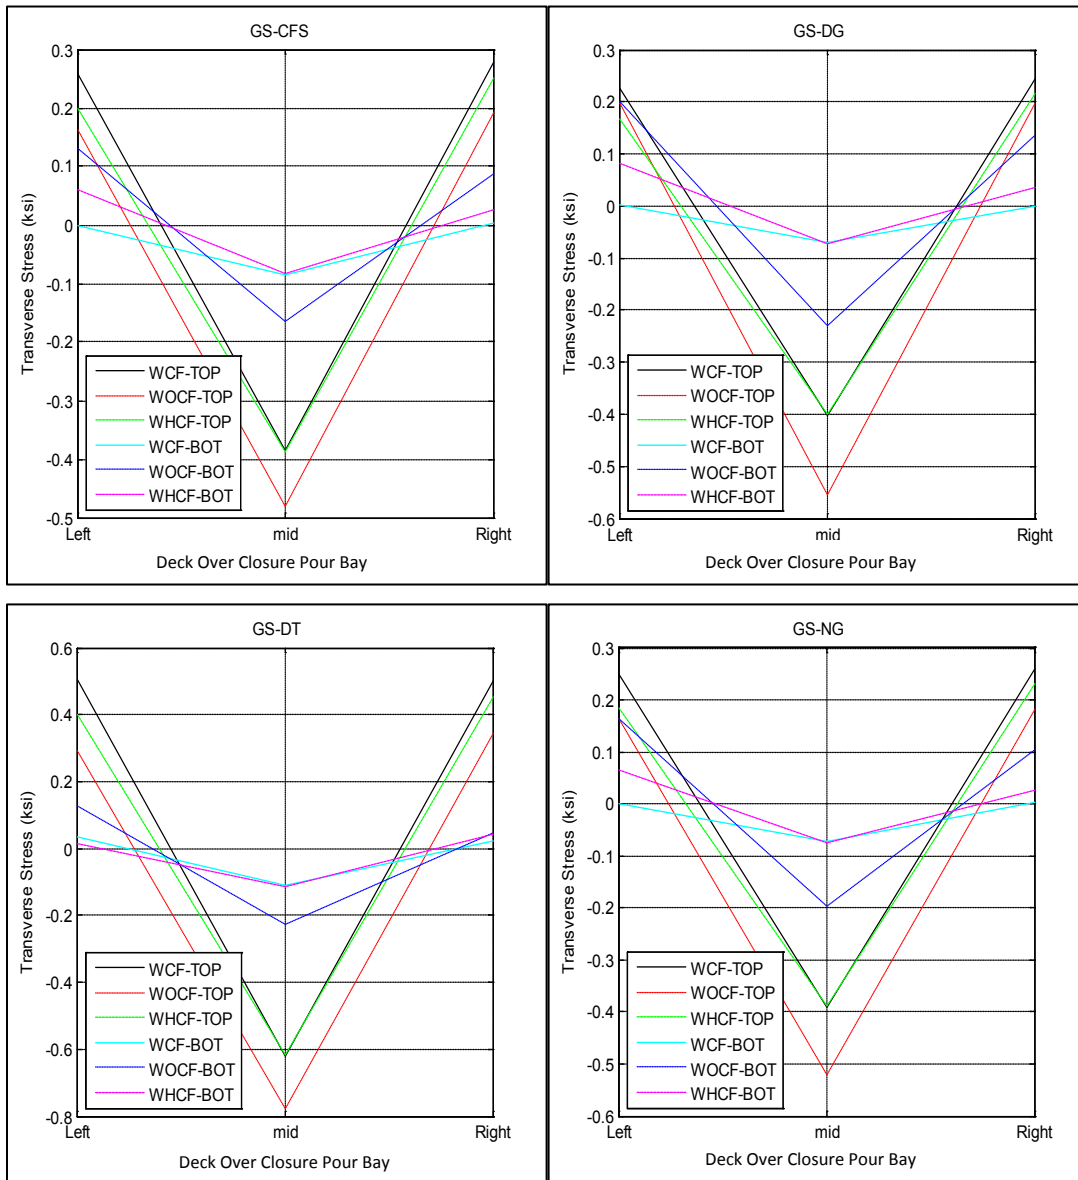 GS-CFS
0.3
0.2
0.1
0
-0.1
-0.2
-0.3
-0.4
-0.5
Transverse Stress (ksi)
WCF-TOP
WOCF-TOP
WHCF-TOP
WCF-BOT
WOCF-BOT
WHCF-BOT
Left mid Right
Deck Over Closure Pour Bay
GS-DG
0.3
0.2
0.1
0
-0.1
-0.2
-0.3
-0.4
-0.5
-0.6
Transverse Stress (ksi)
WCF-TOP
WOCF-TOP
WHCF-TOP
WCF-BOT
WOCF-BOT
WHCF-BOT
Left mid Right
Deck Over Closure Pour Bay
GS-DT
0.6
0.4
0.2
0
-0.2
-0.4
-0.6
-0.8
Transverse Stress (ksi)
WCF-TOP
WOCF-TOP
WHCF-TOP
WCF-BOT
WOCF-BOT
WHCF-BOT
Left mid Right
Deck Over Closure Pour Bay
GS-NG
0.3
0.2
0.1
0
-0.1
-0.2
-0.3
-0.4
-0.5
-0.6
Transverse Stress (ksi)
WCF-TOP
WOCF-TOP
WHCF-TOP
WCF-BOT
WOCF-BOT
WHCF-BOT
Left mid Right
Deck Over Closure Pour Bay